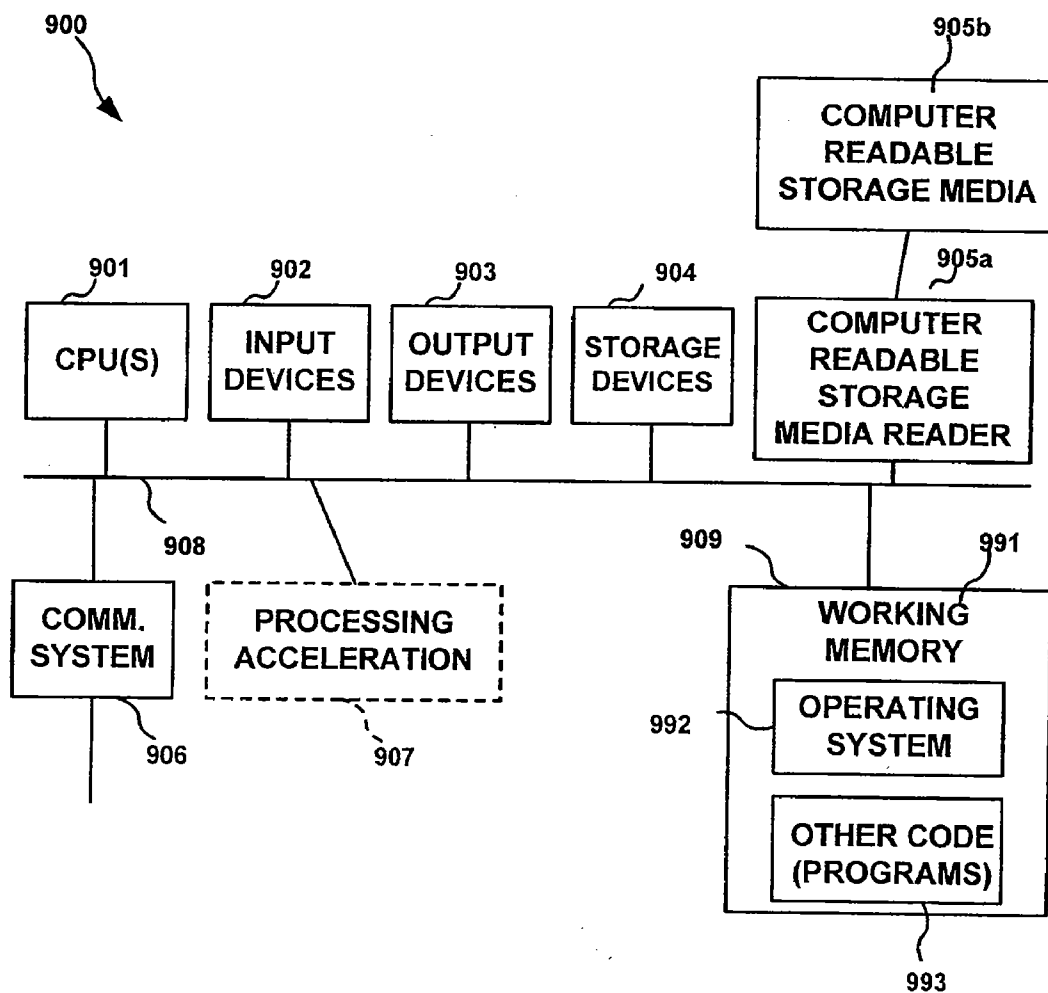 900
905b
COMPUTER
READABLE
STORAGE MEDIA
901
902
903
904
905a
CPU(S)
INPUT
DEVICES
OUTPUT
DEVICES
STORAGE
DEVICES
COMPUTER
READABLE
STORAGE
MEDIA READER
908
909
991
COMM.
SYSTEM
PROCESSING
ACCELERATION
WORKING
MEMORY
906
907
992
OPERATING
SYSTEM
OTHER CODE
(PROGRAMS)
993